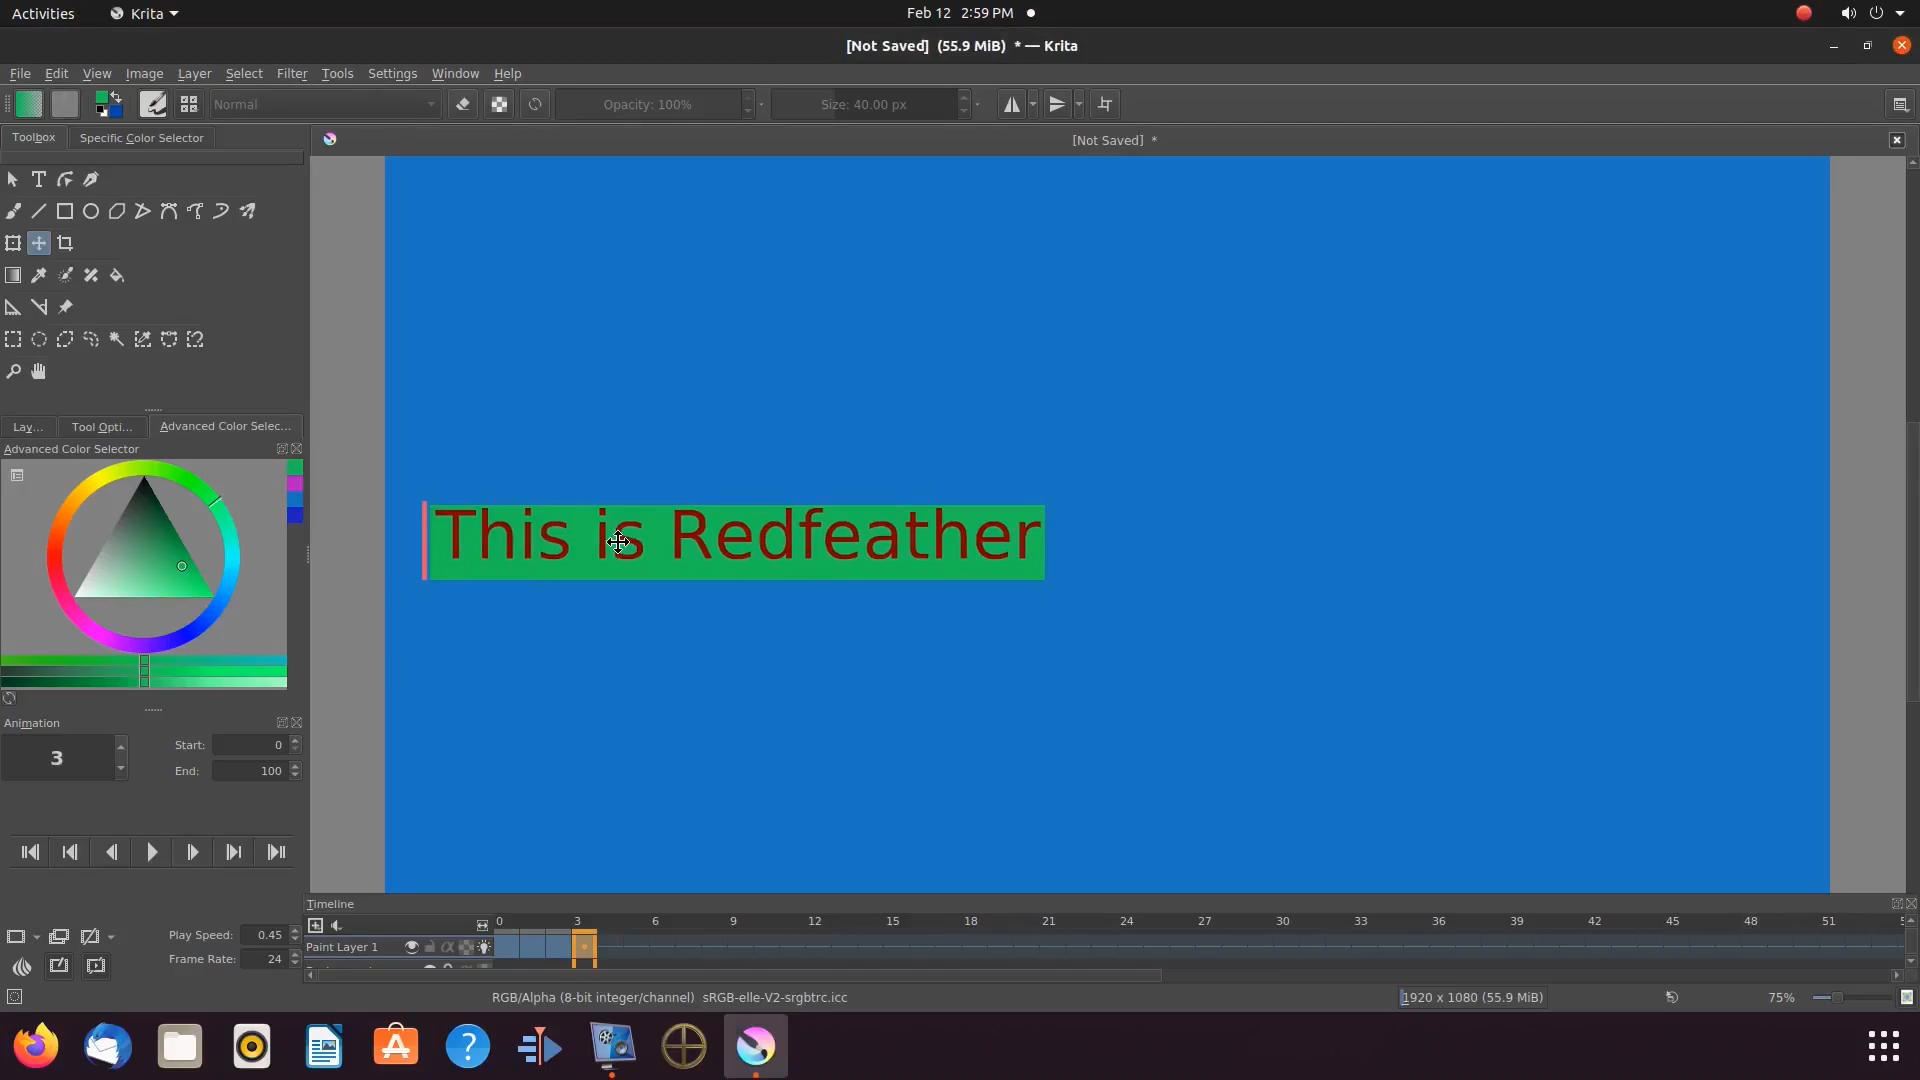 Activities
Krita
Feb 12 2:59 PM
[Not Saved] (55.9 MiB) * — Krita
File Edit View Image Layer Select Filter Tools Settings Window Help
Normal
Opacity: 100%
Size: 40.00 px
Toolbox
Specific Color Selector
[Not Saved] *
This is Redfeather
Lay...
Tool Opti...
Advanced Color Selec...
Advanced Color Selector
Animation
3
Start: 0
End: 100
Timeline
0 3 6 9 12 15 18 21 24 27 30 33 36 39 42 45 48 51
Paint Layer 1
Play Speed: 0.45
Frame Rate: 24
RGB/Alpha (8-bit integer/channel) sRGB-elle-V2-srgbtrc.icc
1920 x 1080 (55.9 MiB)
75%